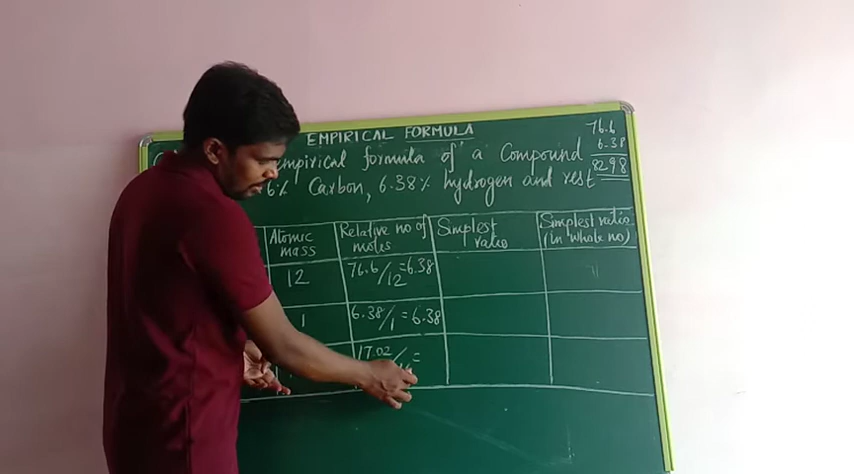 EMPIRICAL FORMULA
empirical formula of a Compound
6% Carbon, 6.38% hydrogen and rest
76.6
6.38
8298
Atomic mass
Relative no of moles
Simplest ratio
Simplest ratio (In whole no)
12
76.6/12=6.38
1
6.38/1=6.38
17.02/
=